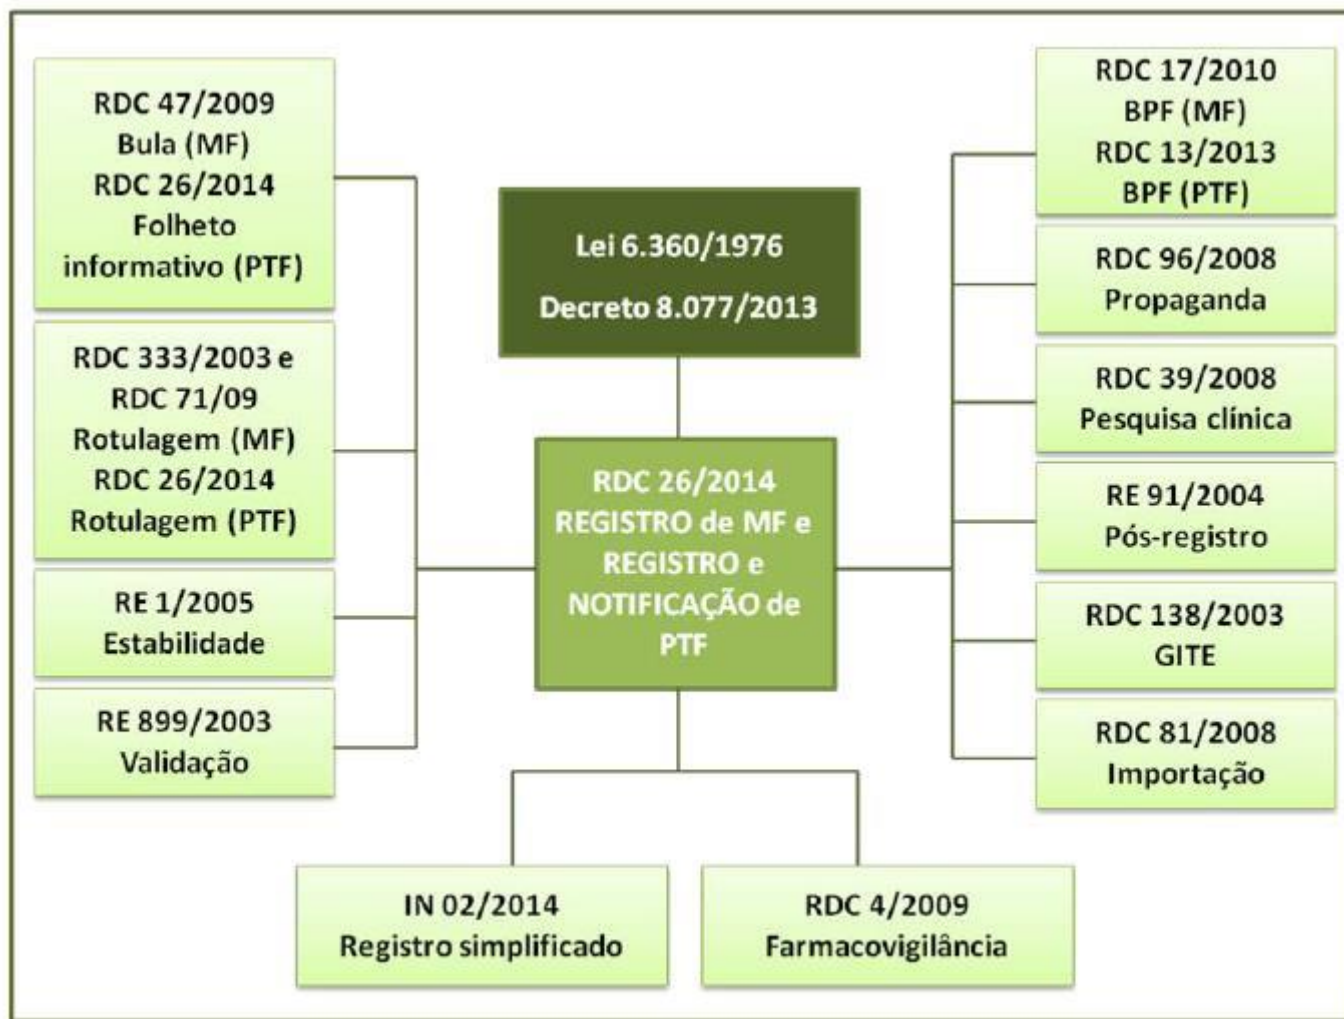 RDC 47/2009
Bula (MF)
RDC 26/2014
Folheto
informativo (PTF)
RDC 333/2003 e
RDC 71/09
Rotulagem (MF)
RDC 26/2014
Rotulagem (PTF)
RE 1/2005
Estabilidade
RE 899/2003
Validação
Lei 6.360/1976
Decreto 8.077/2013
RDC 26/2014
REGISTRO de MF e
REGISTRO e
NOTIFICAÇÃO de
PTF
IN 02/2014
Registro simplificado
RDC 4/2009
Farmacovigilância
RDC 17/2010
BPF (MF)
RDC 13/2013
BPF (PTF)
RDC 96/2008
Propaganda
RDC 39/2008
Pesquisa clínica
RE 91/2004
Pós-registro
RDC 138/2003
GITE
RDC 81/2008
Importação